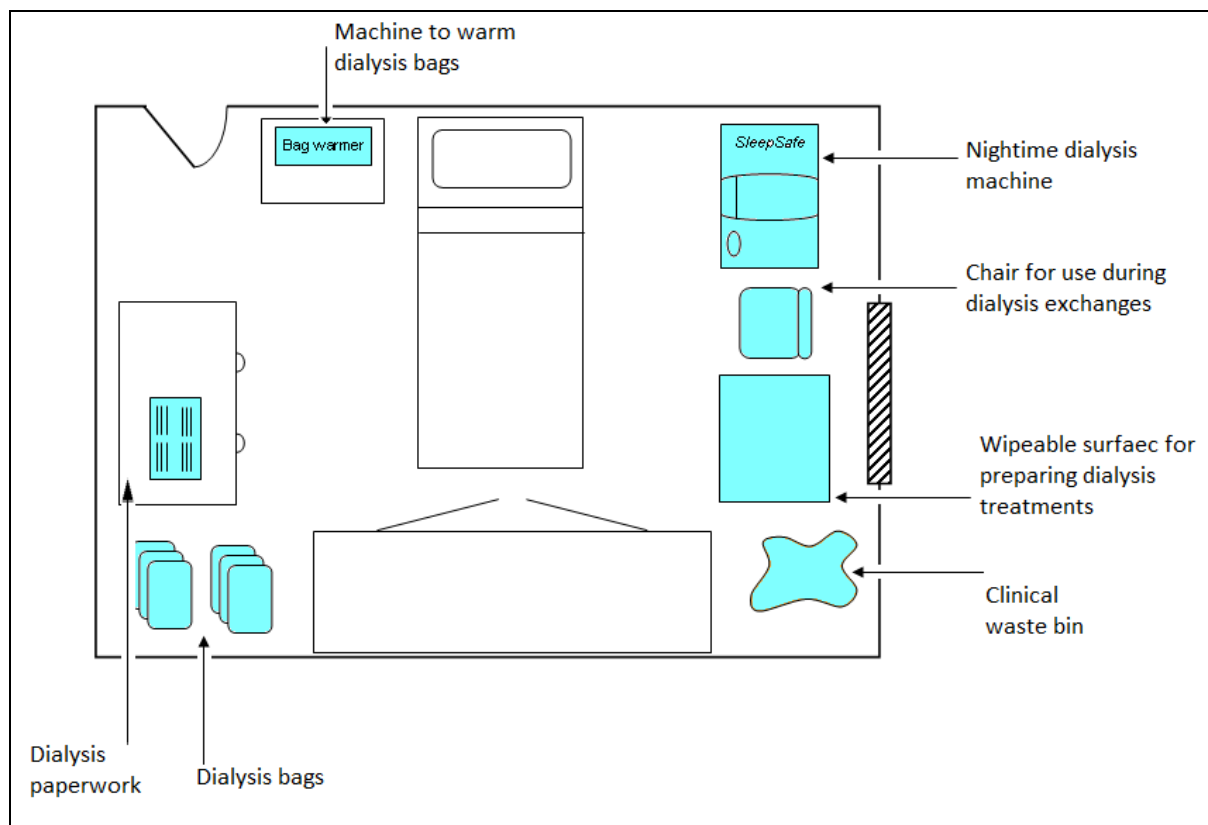 Machine to warm
dialysis bags
Bag warmer
SleepSafe
Nightime dialysis
machine
Chair for use during
dialysis exchanges
Wipeable surfaec for
preparing dialysis
treatments
Clinical
waste bin
Dialysis
paperwork
Dialysis bags